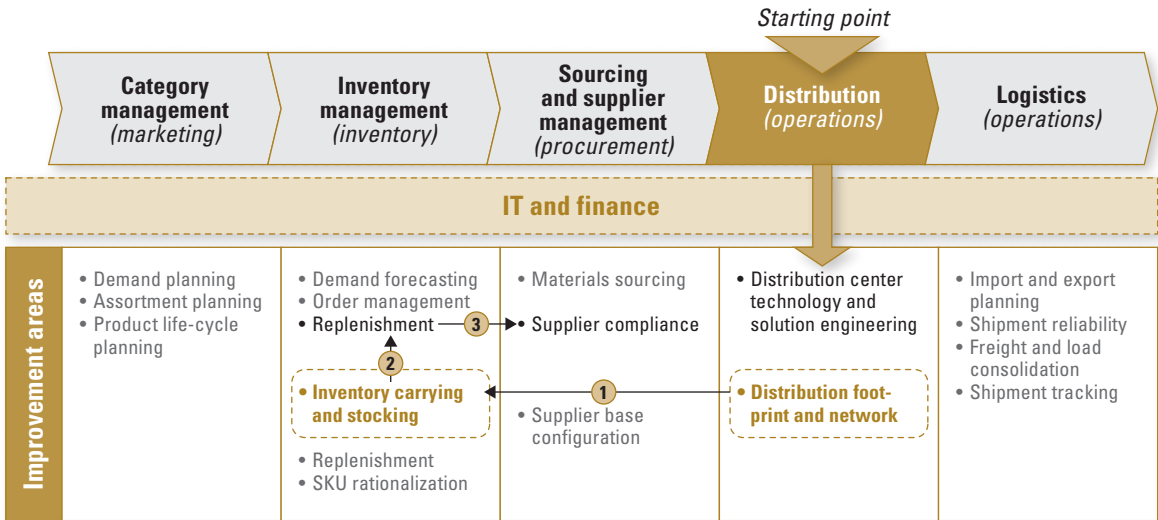 Starting point
Category
management
(marketing)
Inventory
management
(inventory)
Sourcing
and supplier
management
(procurement)
Distribution
(operations)
Logistics
(operations)
IT and finance
Improvement areas
• Demand planning
• Assortment planning
• Product life-cycle
planning
• Demand forecasting
• Order management
• Replenishment
3
2
• Inventory carrying
and stocking
• Replenishment
• SKU rationalization
• Materials sourcing
• Supplier compliance
1
• Supplier base
configuration
• Distribution center
technology and
solution engineering
• Distribution foot-
print and network
• Import and export
planning
• Shipment reliability
• Freight and load
consolidation
• Shipment tracking